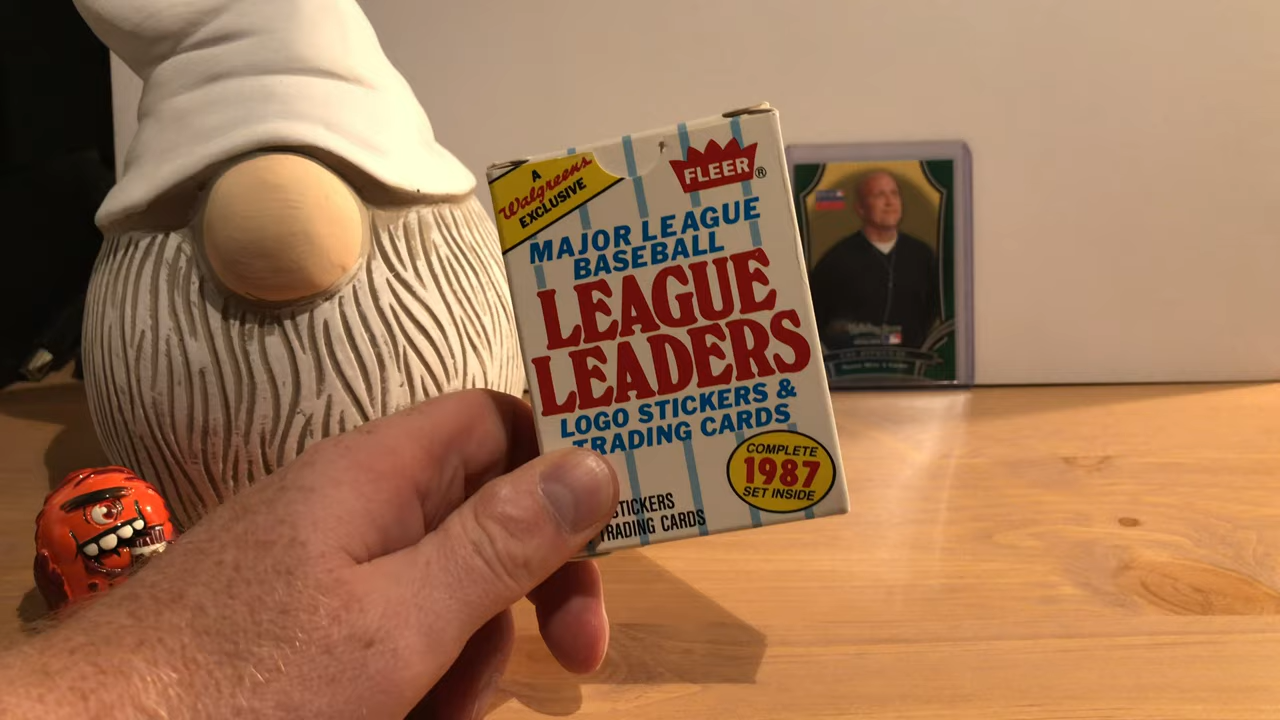 A
Walgreens
EXCLUSIVE
FLEER®
MAJOR LEAGUE
BASEBALL
LEAGUE
LEADERS
LOGO STICKERS &
TRADING CARDS
COMPLETE
1987
SET INSIDE
STICKERS
TRADING CARDS